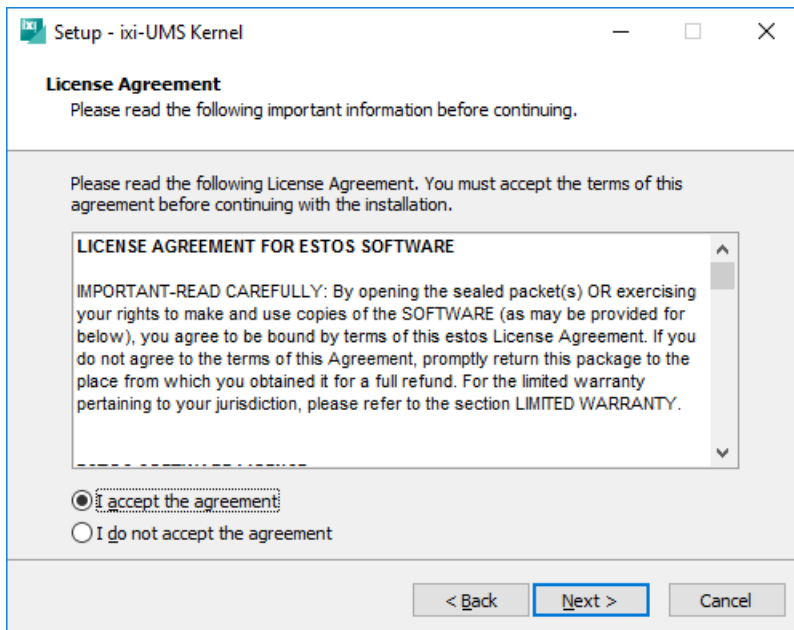 ixi
Setup - ixi-UMS Kernel
License Agreement
Please read the following important information before continuing.
Please read the following License Agreement. You must accept the terms of this
agreement before continuing with the installation.
LICENSE AGREEMENT FOR ESTOS SOFTWARE
IMPORTANT-READ CAREFULLY: By opening the sealed packet(s) OR exercising
your rights to make and use copies of the SOFTWARE (as may be provided for
below), you agree to be bound by terms of this estos License Agreement. If you
do not agree to the terms of this Agreement, promptly return this package to the
place from which you obtained it for a full refund. For the limited warranty
pertaining to your jurisdiction, please refer to the section LIMITED WARRANTY.
I accept the agreement
I do not accept the agreement
< Back
Next >
Cancel